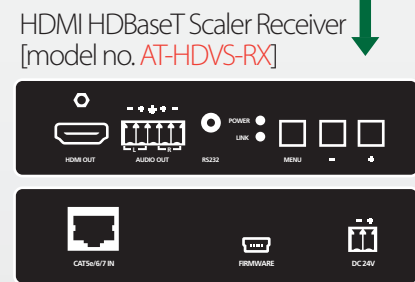 HDMI HDBaseT Scaler Receiver
[model no. AT-HDVS-RX]
- + ⏚ + -
POWER
LINK
L R
HDMI OUT AUDIO OUT RS232 MENU - +
- +
CAT5e/6/7 IN FIRMWARE DC 24V